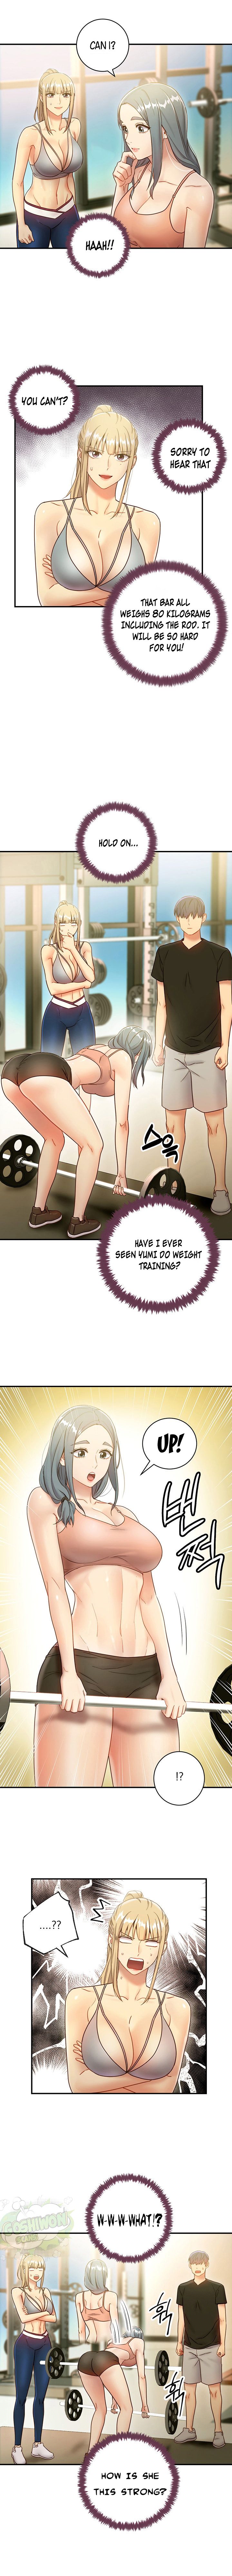 CAN I?
HAAH!!
YOU CAN'T?
SORRY TO
HEAR THAT
THAT BAR ALL
WEIGHS 80 KILOGRAMS
INCLUDING THE ROD. IT
WILL BE SO HARD
FOR YOU!
HOLD ON...
스윽
HAVE I EVER
SEEN YUMI DO WEIGHT
TRAINING?
UP!
번쩍
!?
....??
W-W-W-WHAT!?
휙
휙
HOW IS SHE
THIS STRONG?